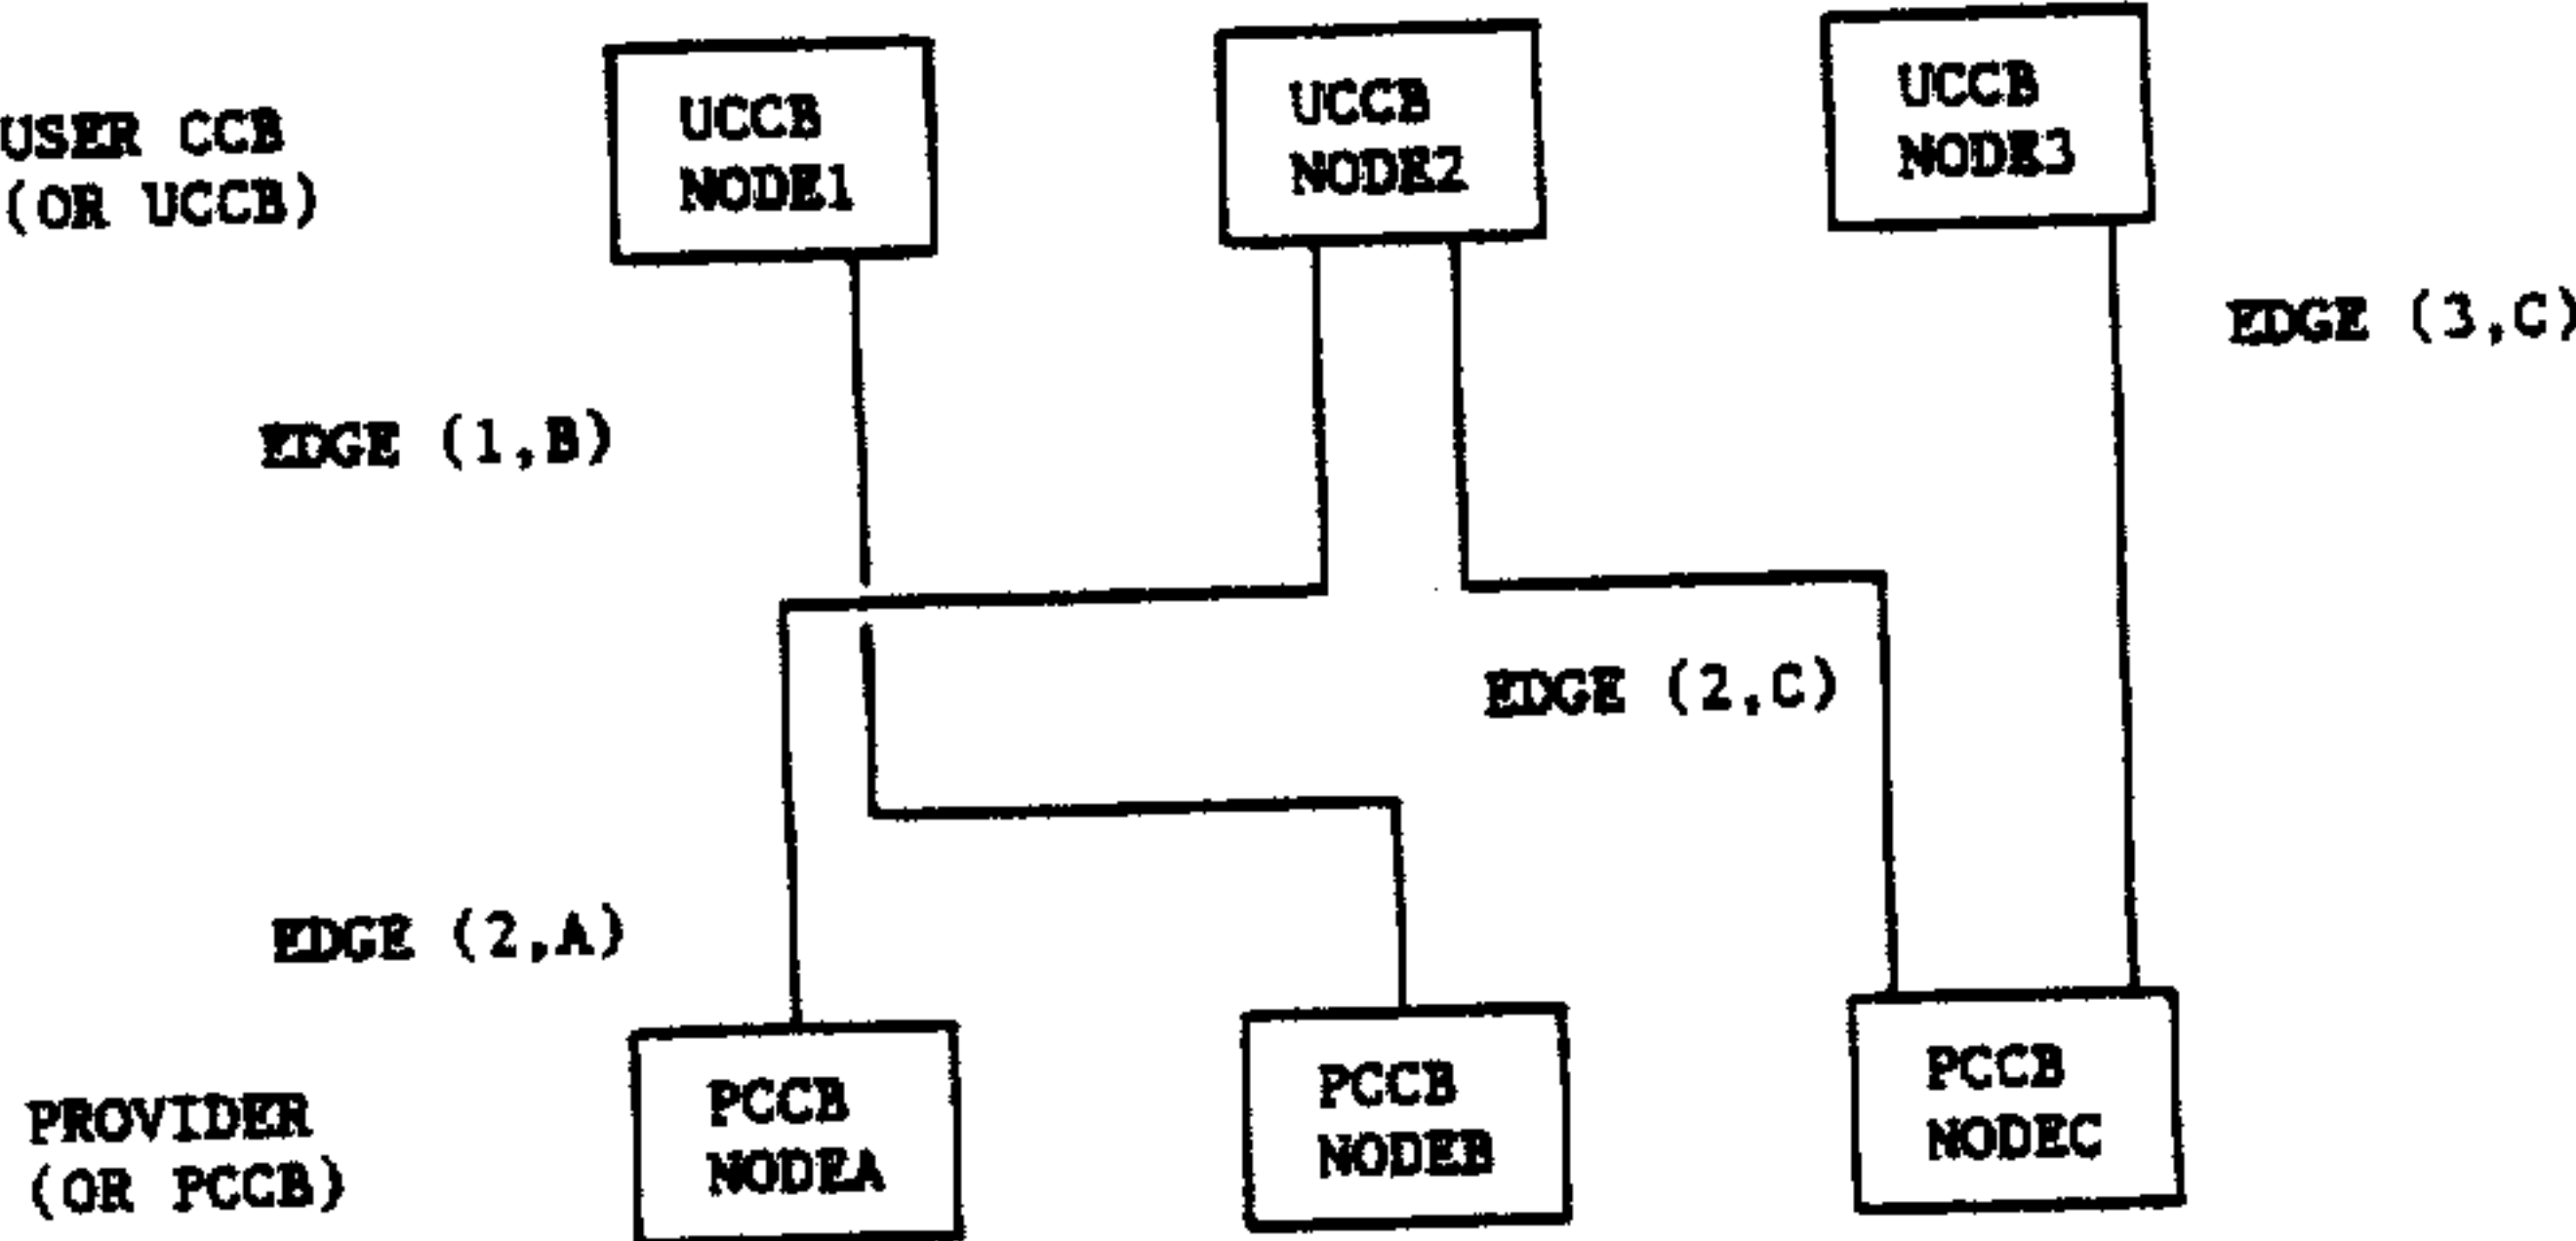 USER CCB
(OR UCCB)
UCCB
NODE1
UCCB
NODE2
UCCB
NODE3
EDGE (3,C)
EDGE (1,B)
EDGE (2,C)
EDGE (2,A)
PROVIDER
(OR PCCB)
PCCB
NODEA
PCCB
NODEB
PCCB
NODEC